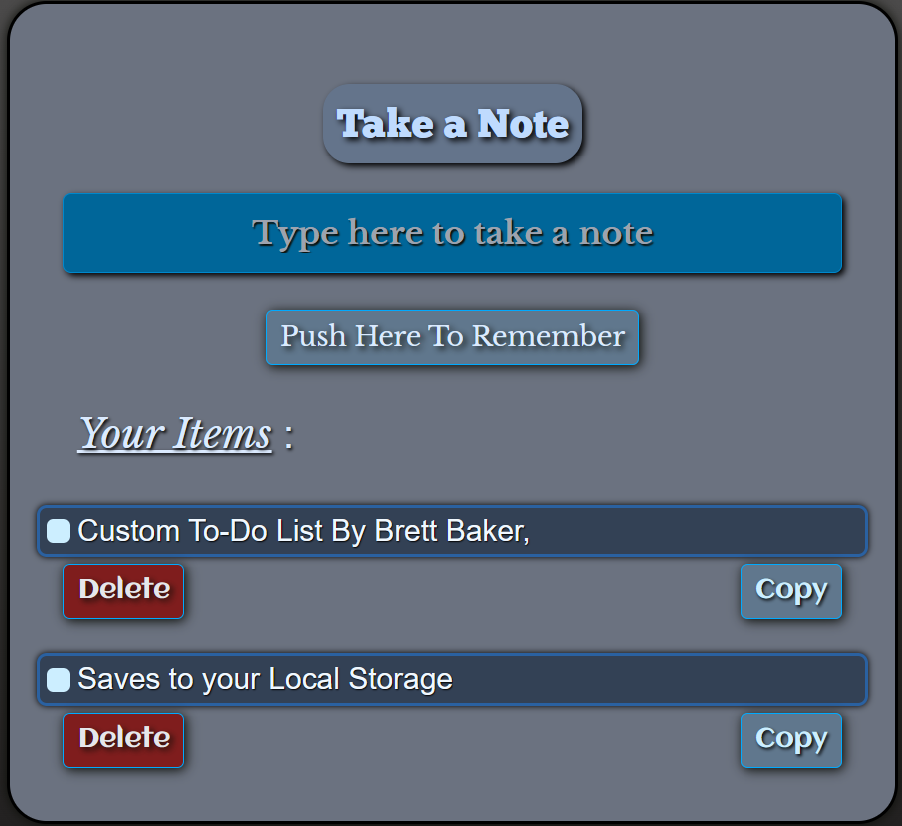 Take a Note
Type here to take a note
Push Here To Remember
Your Items :
Custom To-Do List By Brett Baker,
Delete
Copy
Saves to your Local Storage
Delete
Copy